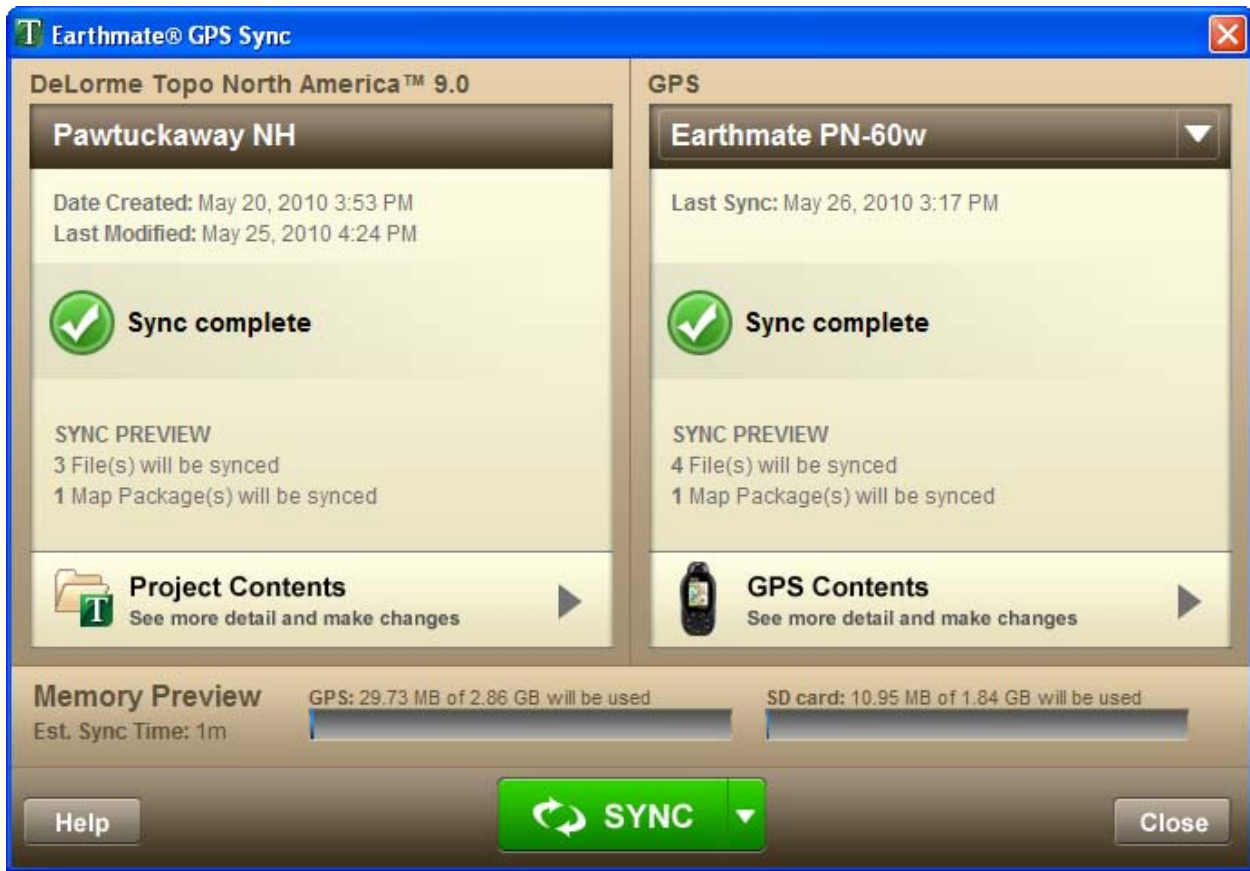 T Earthmate® GPS Sync
DeLorme Topo North America™ 9.0
Pawtuckaway NH
Date Created: May 20, 2010 3:53 PM
Last Modified: May 25, 2010 4:24 PM
Sync complete
SYNC PREVIEW
3 File(s) will be synced
1 Map Package(s) will be synced
T
Project Contents
See more detail and make changes
GPS
Earthmate PN-60w
Last Sync: May 26, 2010 3:17 PM
Sync complete
SYNC PREVIEW
4 File(s) will be synced
1 Map Package(s) will be synced
GPS Contents
See more detail and make changes
Memory Preview
Est. Sync Time: 1m
GPS: 29.73 MB of 2.86 GB will be used
SD card: 10.95 MB of 1.84 GB will be used
Help
SYNC
Close